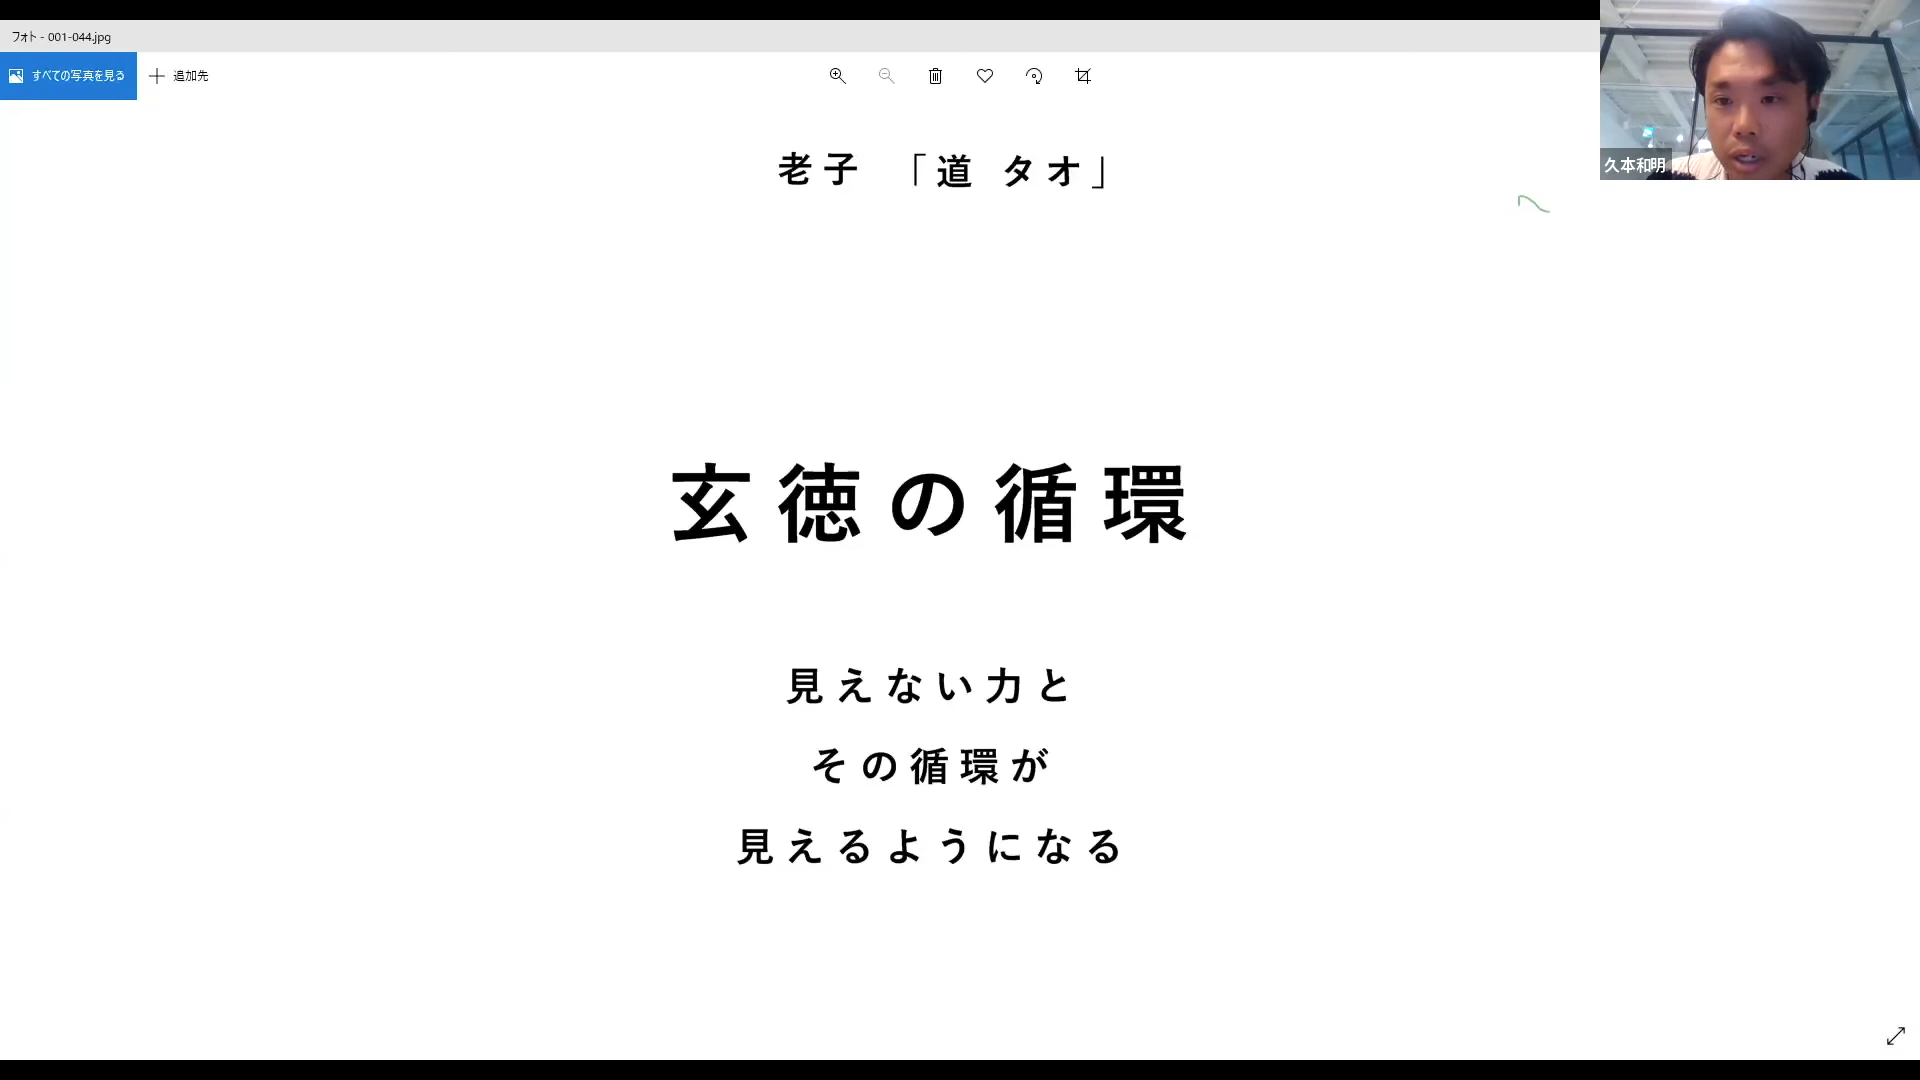 フォト - 001-044.jpg
すべての写真を見る
追加先
久本和明
老子 「道 タオ」
玄徳の循環
見えない力と
その循環が
見えるようになる